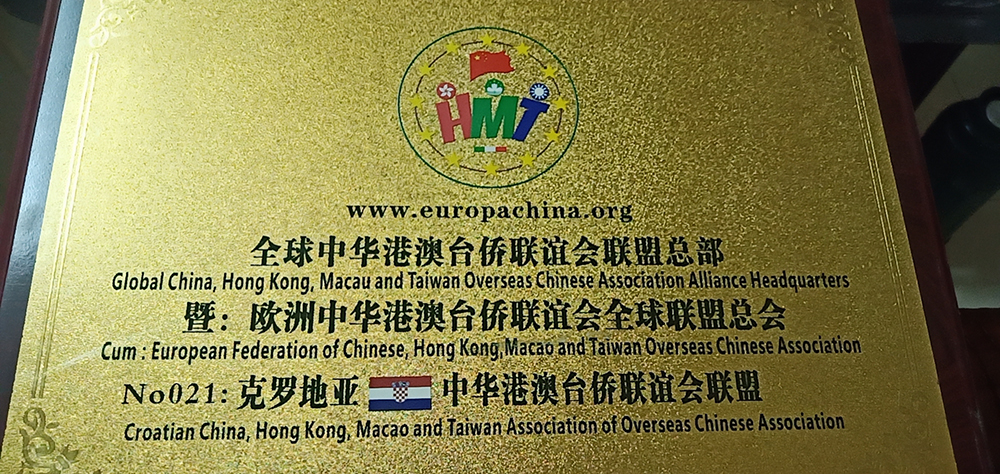 HMT
www.europachina.org
全球中华港澳台侨联谊会联盟总部
Global China, Hong Kong, Macau and Taiwan Overseas Chinese Association Alliance Headquarters
暨：欧洲中华港澳台侨联谊会全球联盟总会
Cum : European Federation of Chinese, Hong Kong,Macao and Taiwan Overseas Chinese Association
No021: 克罗地亚 中华港澳台侨联谊会联盟
Croatian China, Hong Kong, Macao and Taiwan Association of Overseas Chinese Association